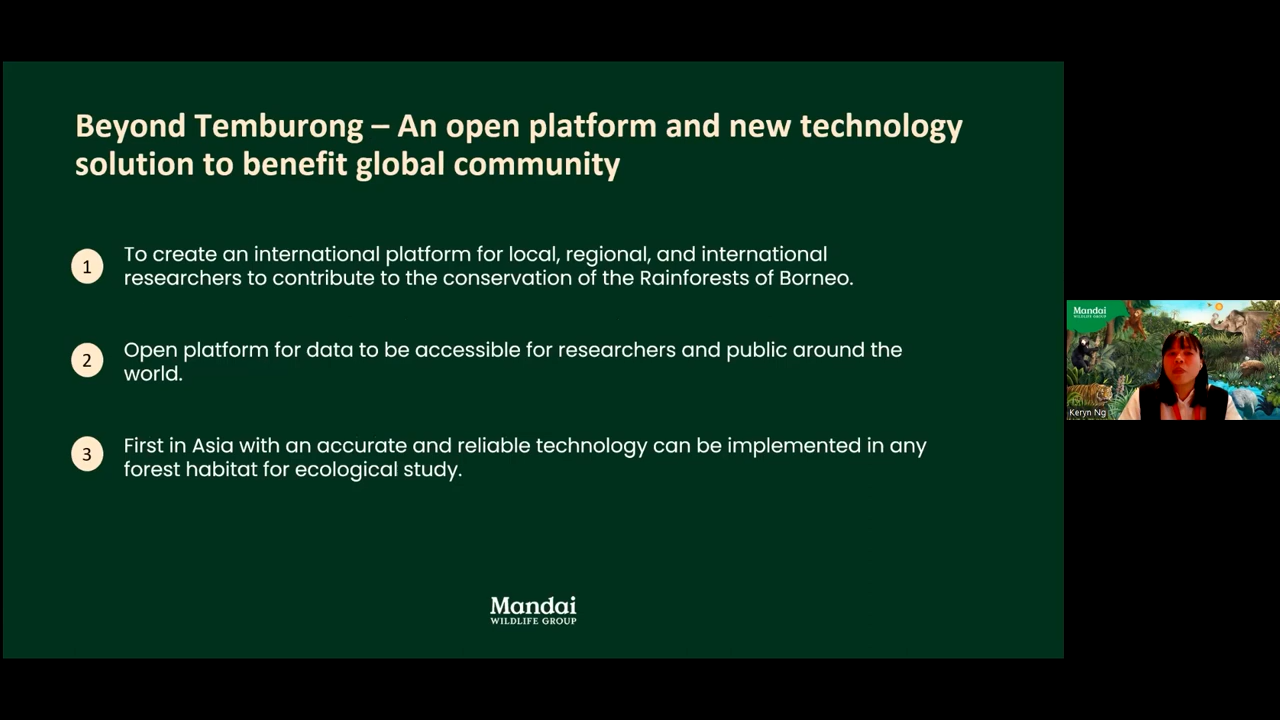 Beyond Temburong – An open platform and new technology
solution to benefit global community
1
To create an international platform for local, regional, and international
researchers to contribute to the conservation of the Rainforests of Borneo.
2
Open platform for data to be accessible for researchers and public around the
world.
3
First in Asia with an accurate and reliable technology can be implemented in any
forest habitat for ecological study.
Mandai
WILDLIFE GROUP
Mandai
WILDLIFE GROUP
Keryn Ng